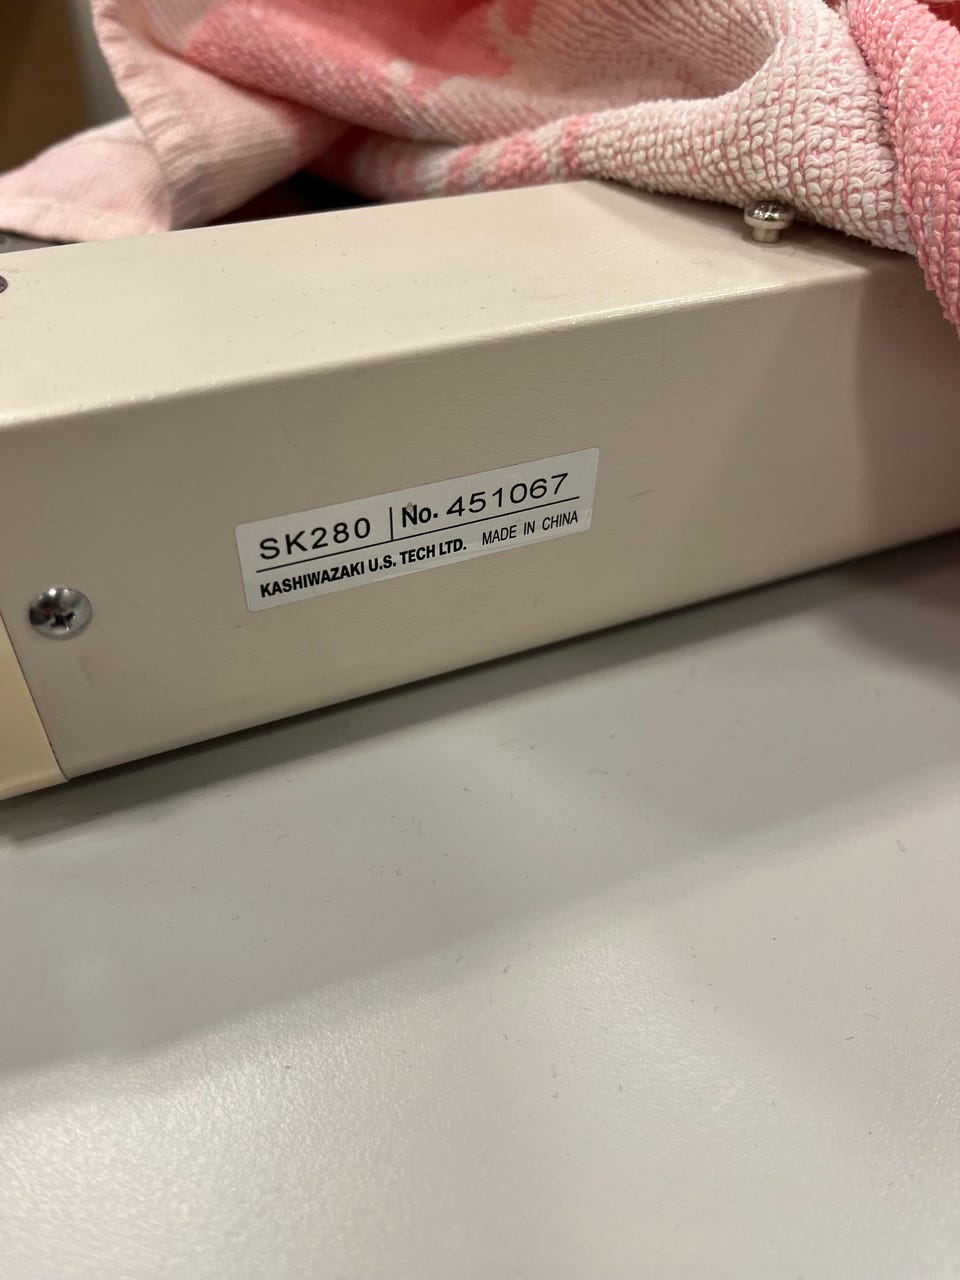 SK280 No. 451067
KASHIWAZAKI U.S. TECH LTD. MADE IN CHINA